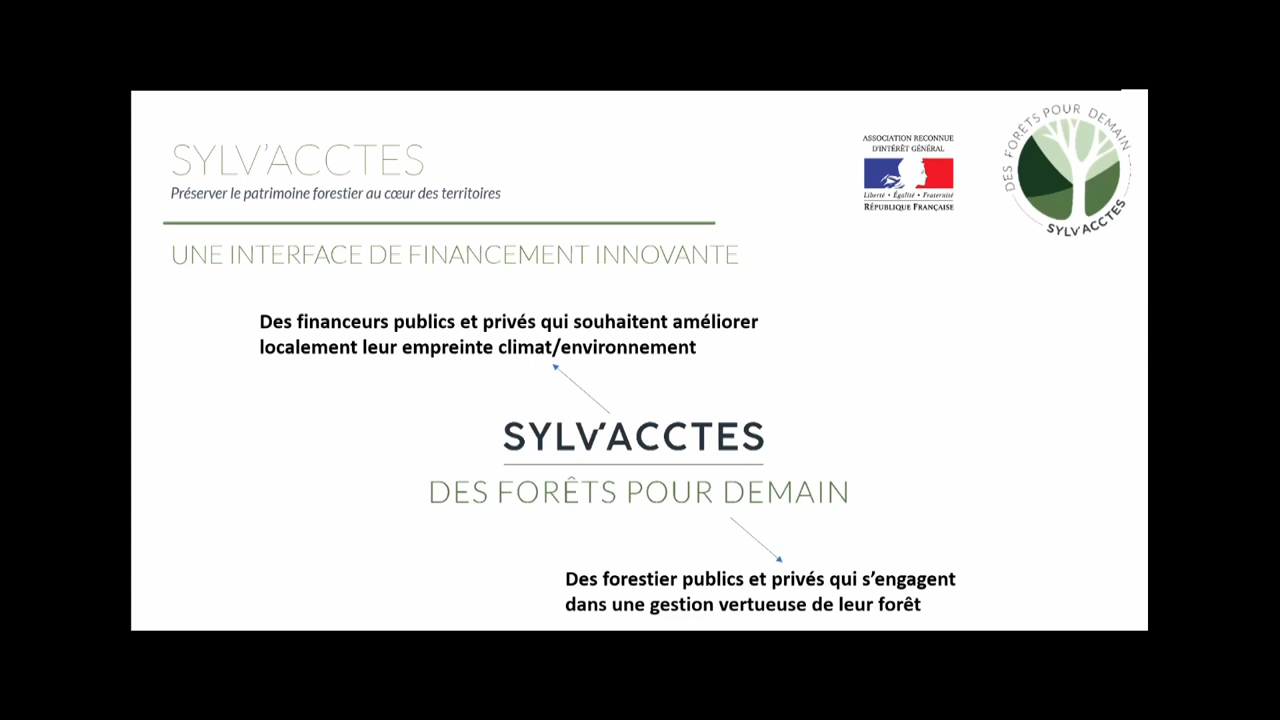 SYLV'ACCTES
Préserver le patrimoine forestier au cœur des territoires
UNE INTERFACE DE FINANCEMENT INNOVANTE
ASSOCIATION RECONNUE
D'INTÉRÊT GÉNÉRAL
Liberté • Égalité • Fraternité
RÉPUBLIQUE FRANÇAISE
DES FORÊTS POUR DEMAIN
SYLV'ACCTES
Des financeurs publics et privés qui souhaitent améliorer
localement leur empreinte climat/environnement
SYLV'ACCTES
DES FORÊTS POUR DEMAIN
Des forestier publics et privés qui s’engagent
dans une gestion vertueuse de leur forêt